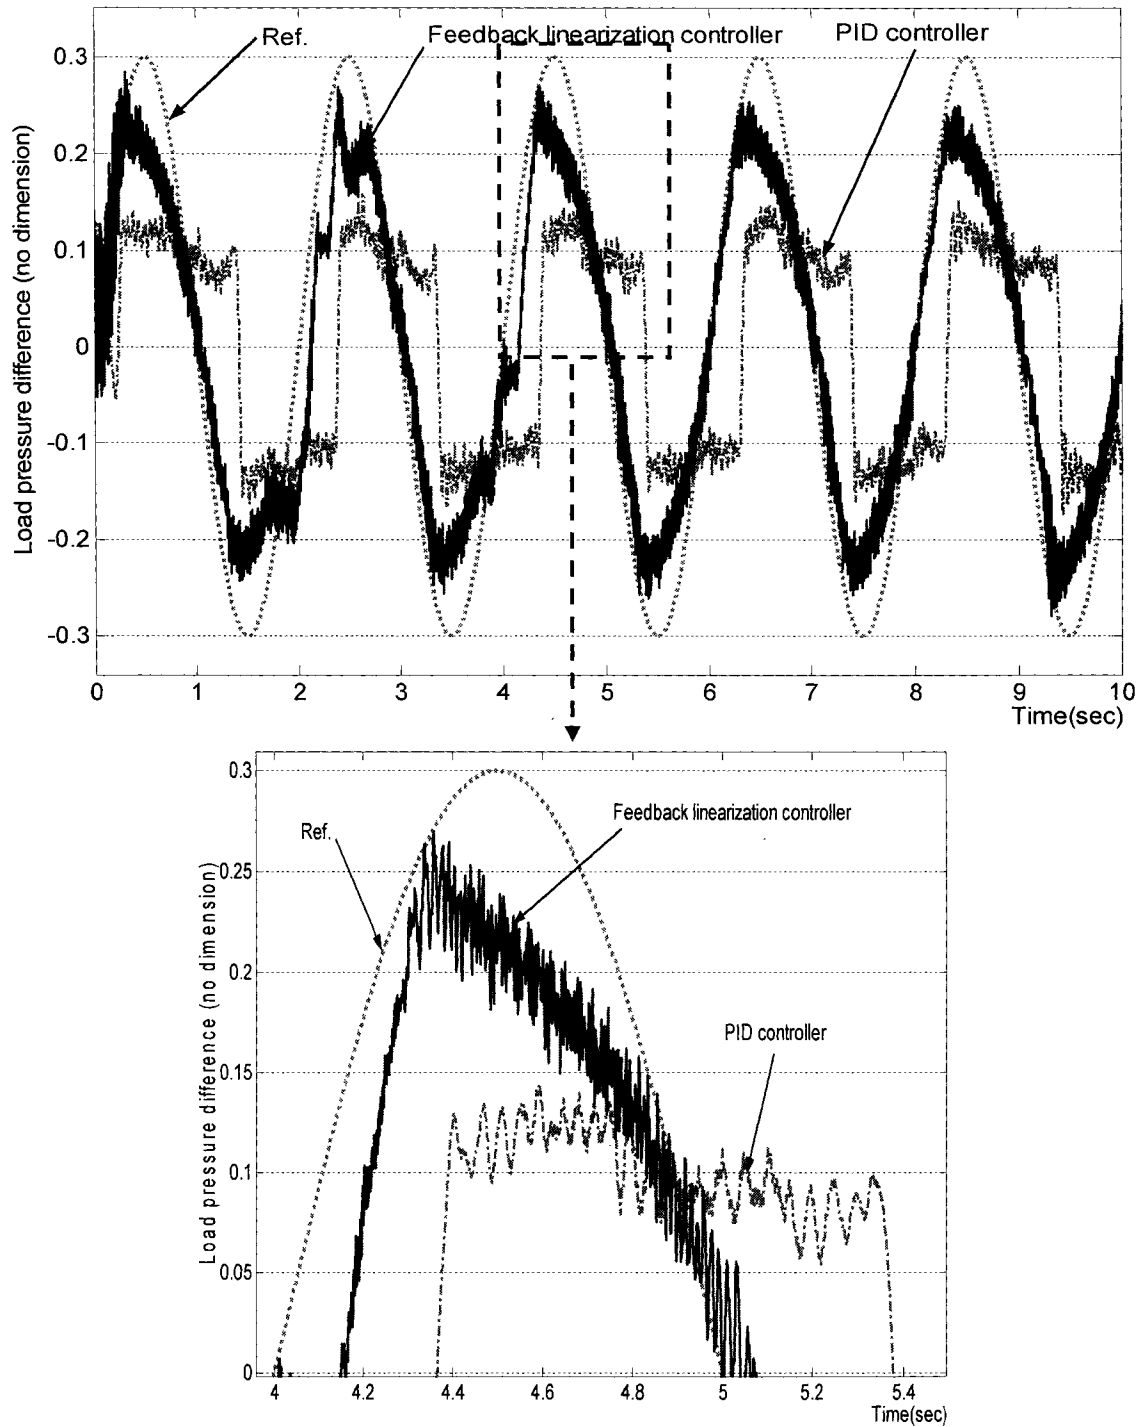 Ref.
Feedback linearization controller
PID controller
Load pressure difference (no dimension)
0.3
0.2
0.1
0
-0.1
-0.2
-0.3
0 1 2 3 4 5 6 7 8 9 10
Time(sec)
Ref.
Feedback linearization controller
PID controller
Load pressure difference (no dimension)
0.3
0.25
0.2
0.15
0.1
0.05
0
4 4.2 4.4 4.6 4.8 5 5.2 5.4
Time(sec)